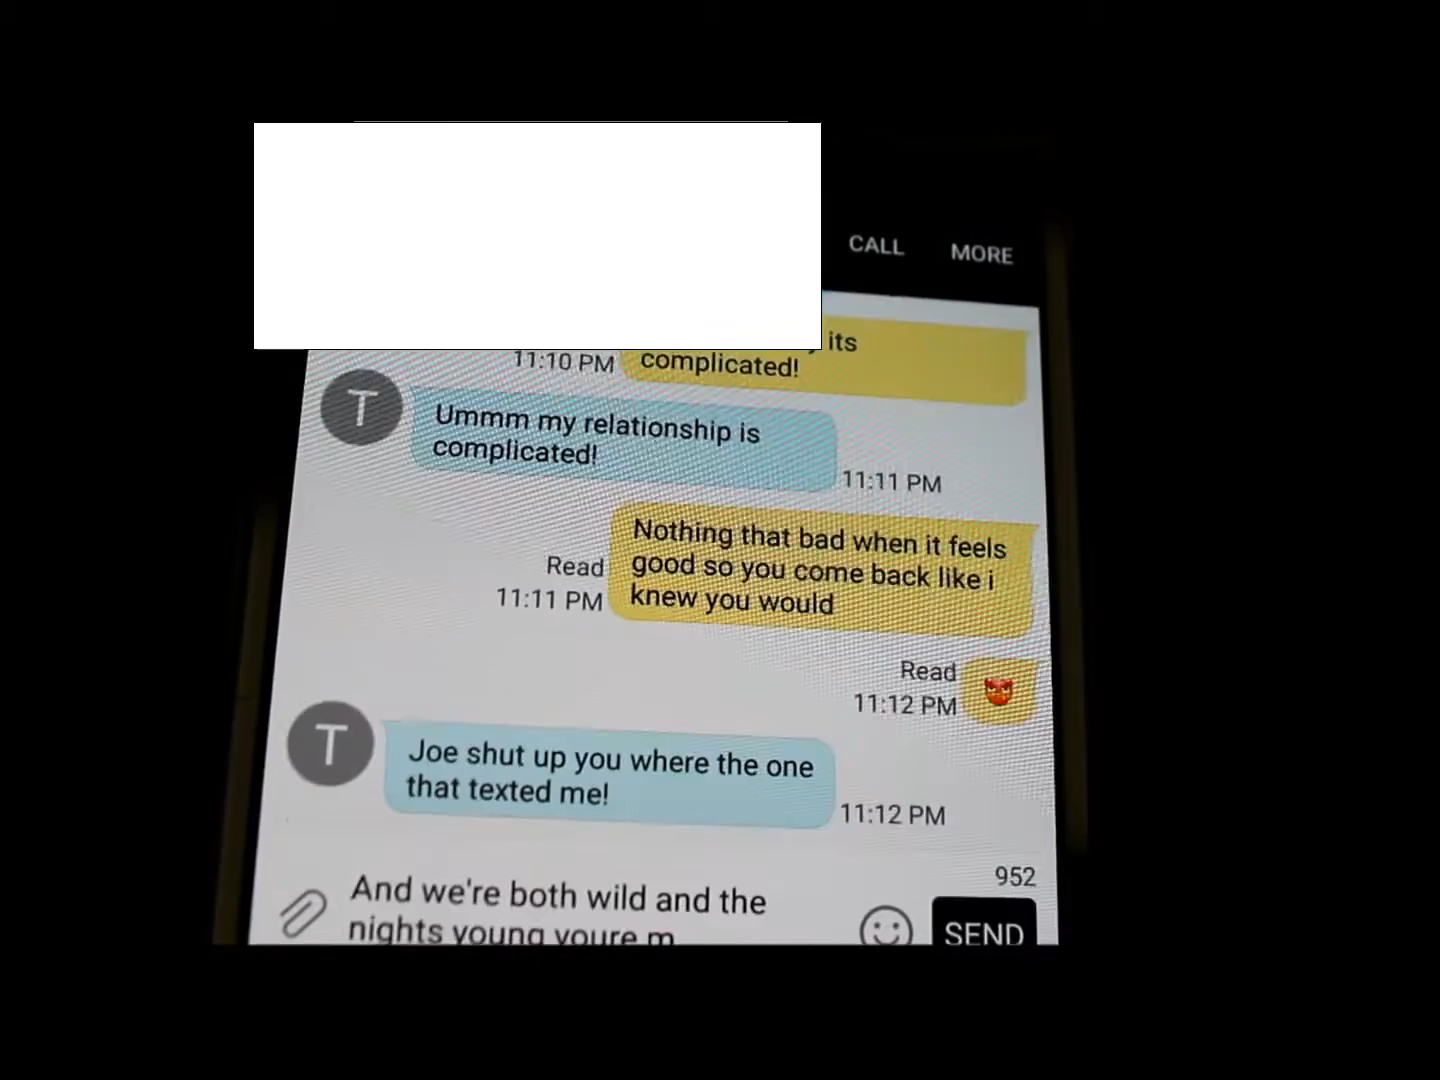 CALL MORE
its
complicated!
11:10 PM
T
Ummm my relationship is
complicated!
11:11 PM
Nothing that bad when it feels
good so you come back like i
knew you would
Read
11:11 PM
Read
11:12 PM
T
Joe shut up you where the one
that texted me!
11:12 PM
952
And we're both wild and the
nights young youre m
SEND